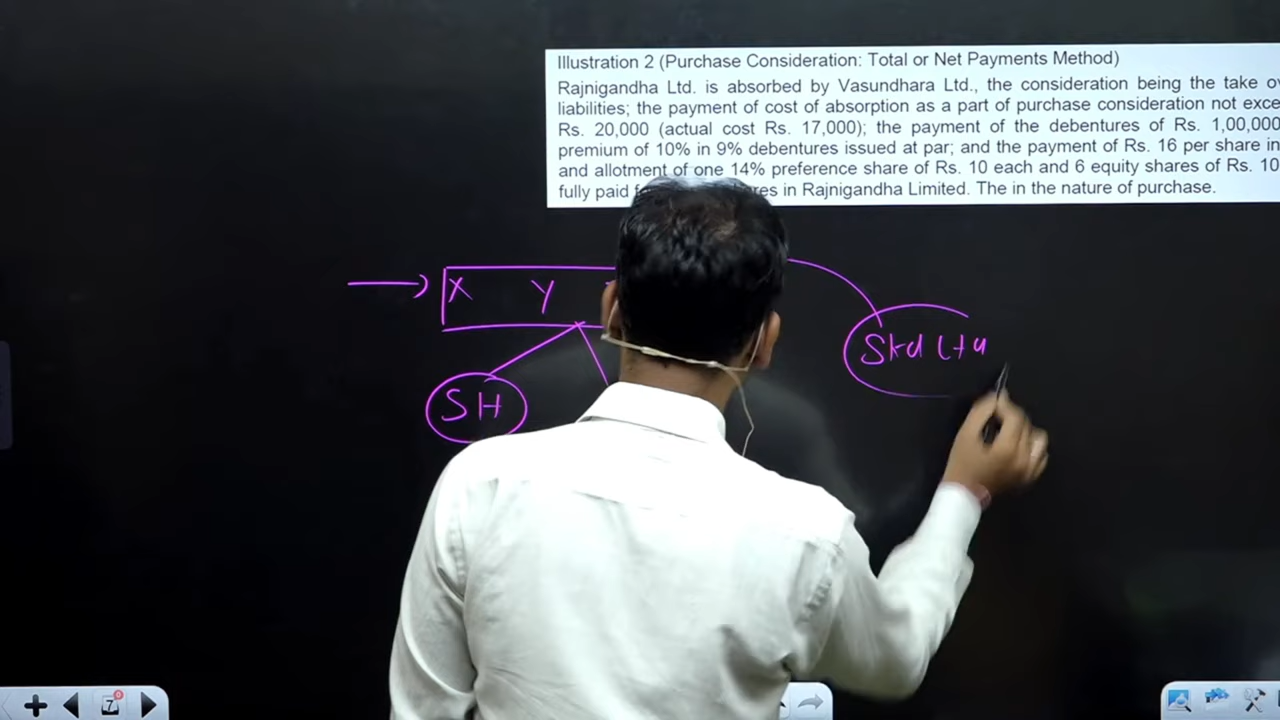 Illustration 2 (Purchase Consideration: Total or Net Payments Method)
Rajnigandha Ltd. is absorbed by Vasundhara Ltd., the consideration being the take
liabilities; the payment of cost of absorption as a part of purchase consideration not
Rs. 20,000 (actual cost Rs. 17,000); the payment of the debentures of Rs. 1,00,000
premium of 10% in 9% debentures issued at par; and the payment of Rs. 16 per share in
and allotment of one 14% preference share of Rs. 10 each and 6 equity shares of Rs. 10
fully paid in Rajnigandha Limited. The in the nature of purchase.
X Y
SH
7
0